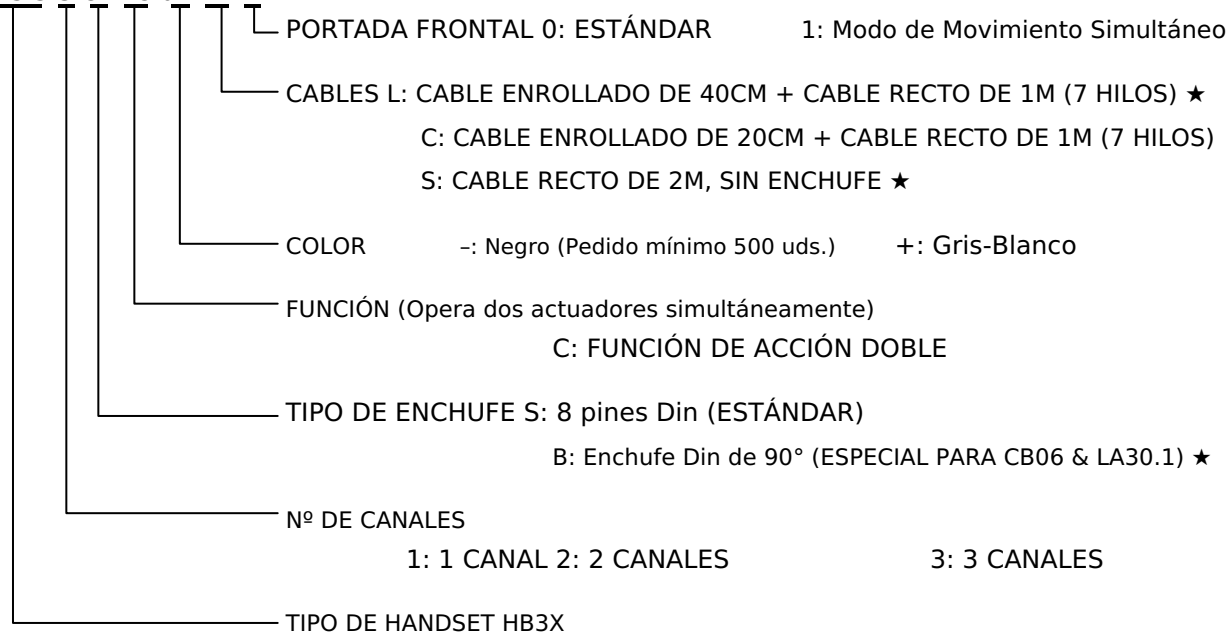 PORTADA FRONTAL 0: ESTÁNDAR 1: Modo de Movimiento Simultáneo
CABLES L: CABLE ENROLLADO DE 40CM + CABLE RECTO DE 1M (7 HILOS) ★
C: CABLE ENROLLADO DE 20CM + CABLE RECTO DE 1M (7 HILOS)
S: CABLE RECTO DE 2M, SIN ENCHUFE ★
COLOR –: Negro (Pedido mínimo 500 uds.) +: Gris-Blanco
FUNCIÓN (Opera dos actuadores simultáneamente)
C: FUNCIÓN DE ACCIÓN DOBLE
TIPO DE ENCHUFE S: 8 pines Din (ESTÁNDAR)
B: Enchufe Din de 90° (ESPECIAL PARA CB06 & LA30.1) ★
Nº DE CANALES
1: 1 CANAL 2: 2 CANALES 3: 3 CANALES
TIPO DE HANDSET HB3X